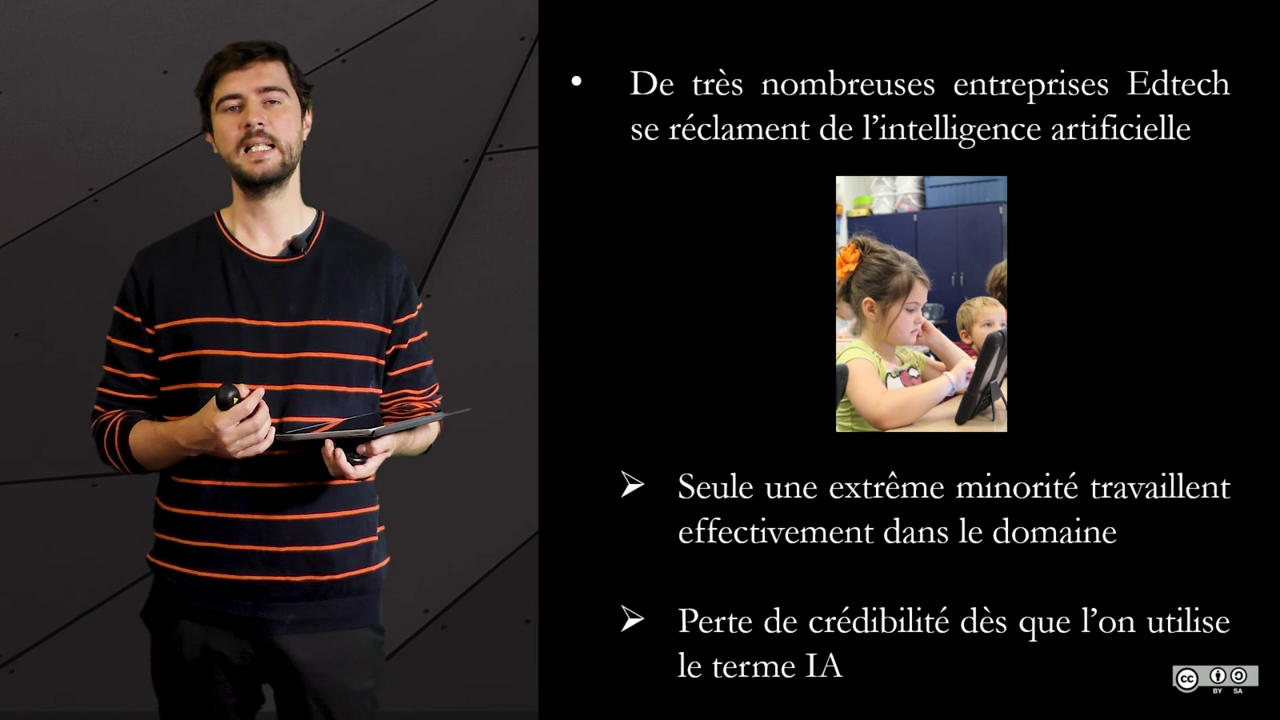 • De très nombreuses entreprises Edtech
se réclament de l’intelligence artificielle
➢ Seule une extrême minorité travaillent
effectivement dans le domaine
➢ Perte de crédibilité dès que l’on utilise
le terme IA
cc BY SA